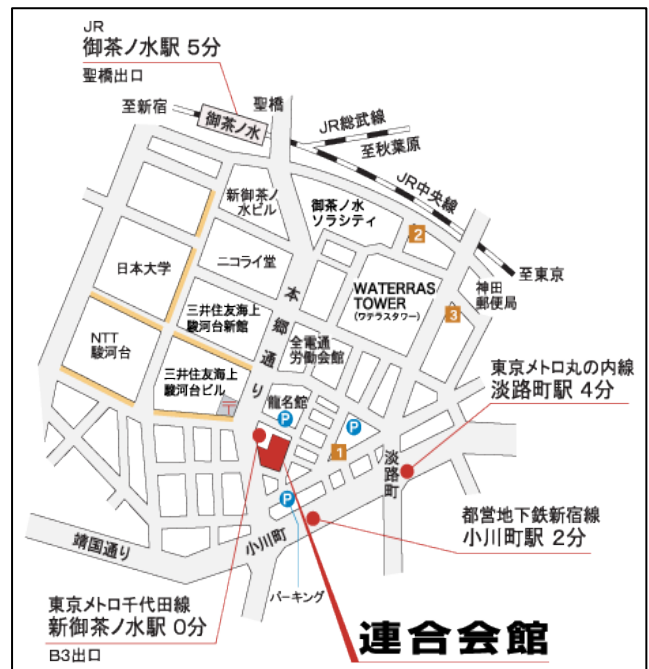 JR
御茶ノ水駅 5分
聖橋出口
至新宿
御茶ノ水
聖橋
JR総武線
至秋葉原
JR中央線
新御茶ノ
水ビル
御茶ノ水
ソラシティ
2
至東京
日本大学
ニコライ堂
本郷通り
WATERRAS
TOWER
(ワテラスタワー)
神田
郵便局
3
三井住友海上
駿河台新館
全電通
労働会館
NTT
駿河台
三井住友海上
駿河台ビル
〒
龍名館
P
P
1
東京メトロ丸の内線
淡路町駅 4分
淡路町
P
都営地下鉄新宿線
小川町駅 2分
靖国通り
小川町
パーキング
東京メトロ千代田線
新御茶ノ水駅 0分
B3出口
連合会館